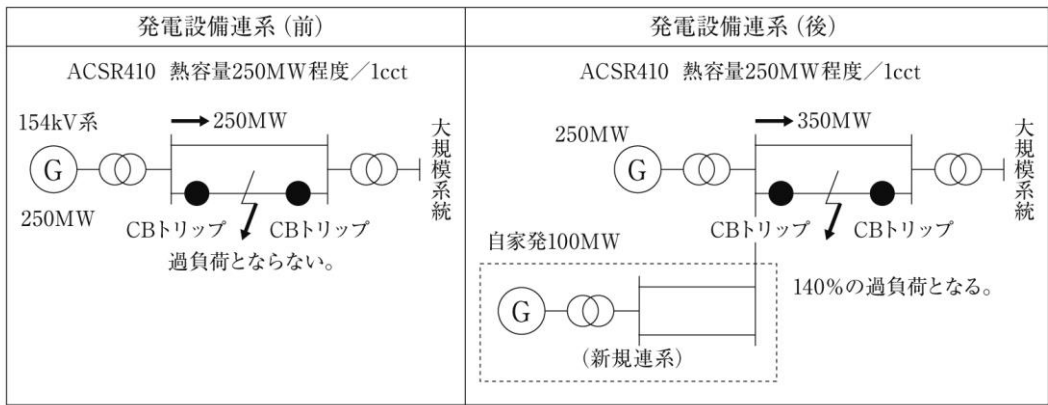 発電設備連系（前）
ACSR410 熱容量250MW程度／1cct
154kV系
250MW
G
250MW
大規模系統
CBトリップ
CBトリップ
過負荷とならない。
発電設備連系（後）
ACSR410 熱容量250MW程度／1cct
250MW
350MW
G
大規模系統
CBトリップ
CBトリップ
自家発100MW
140%の過負荷となる。
G
（新規連系）